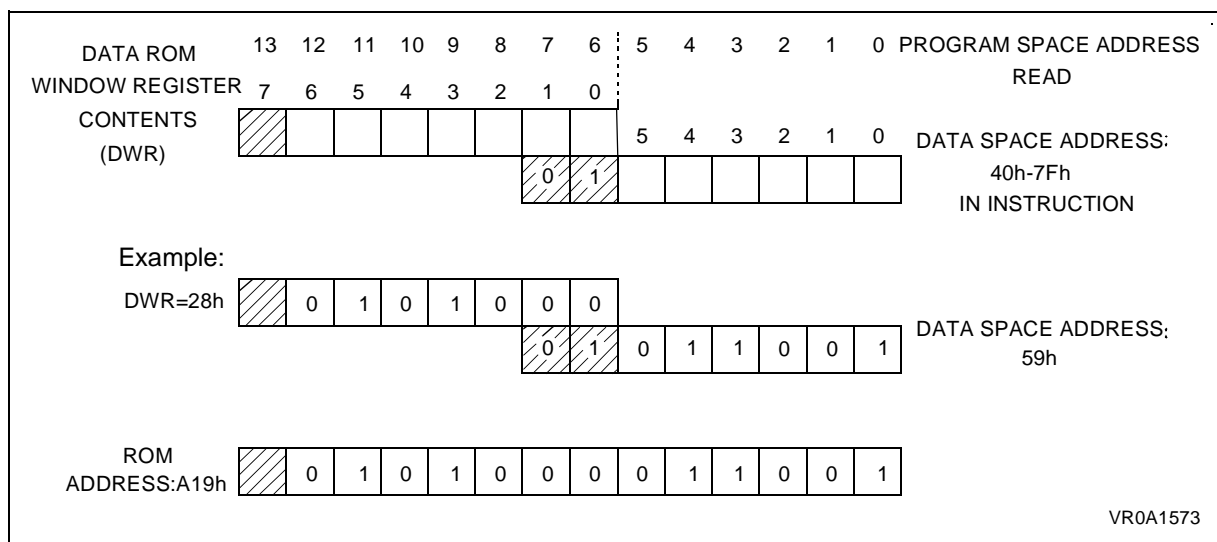 13 12 11 10 9 8 7 6 5 4 3 2 1 0 PROGRAM SPACE ADDRESS
READ
DATA ROM
WINDOW REGISTER 7 6 5 4 3 2 1 0
CONTENTS
(DWR)
5 4 3 2 1 0 DATA SPACE ADDRESS:
0 1 40h-7Fh
IN INSTRUCTION
Example:
DWR=28h 0 1 0 1 0 0 0
0 1 0 1 1 0 0 1 DATA SPACE ADDRESS:
59h
ROM
ADDRESS:A19h 0 1 0 1 0 0 0 0 1 1 0 0 1
VR0A1573